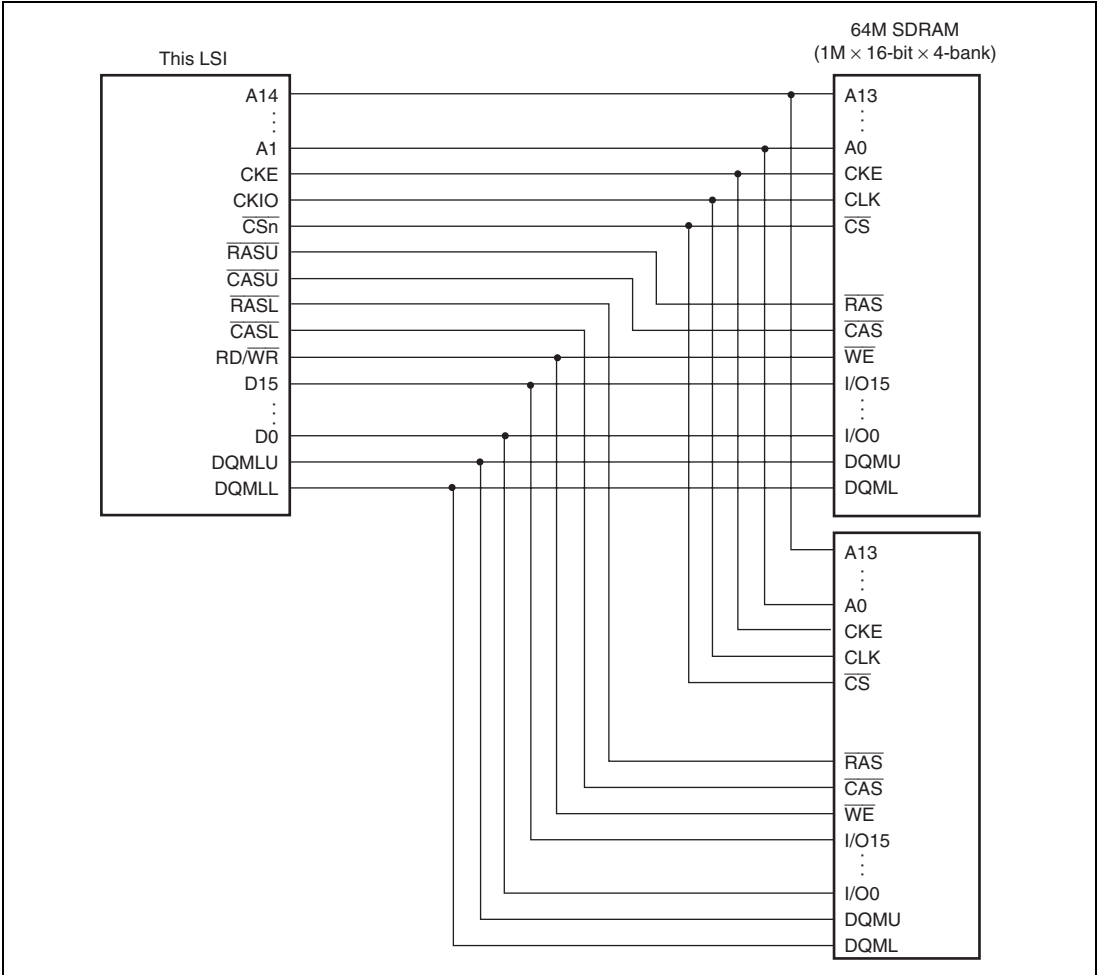 This LSI
A14
A1
CKE
CKIO
CSn
RASU
CASU
RASL
CASL
RD/WR
D15
D0
DQMLU
DQMLL
64M SDRAM
(1M × 16-bit × 4-bank)
A13
A0
CKE
CLK
CS
RAS
CAS
WE
I/O15
I/O0
DQMU
DQML
A13
A0
CKE
CLK
CS
RAS
CAS
WE
I/O15
I/O0
DQMU
DQML